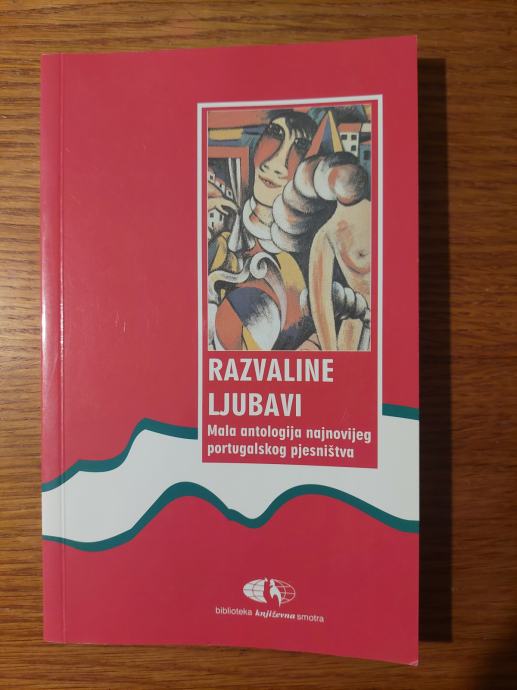 RAZVALINE
LJUBAVI
Mala antologija najnovijeg
portugalskog pjesništva
biblioteka književna smotra